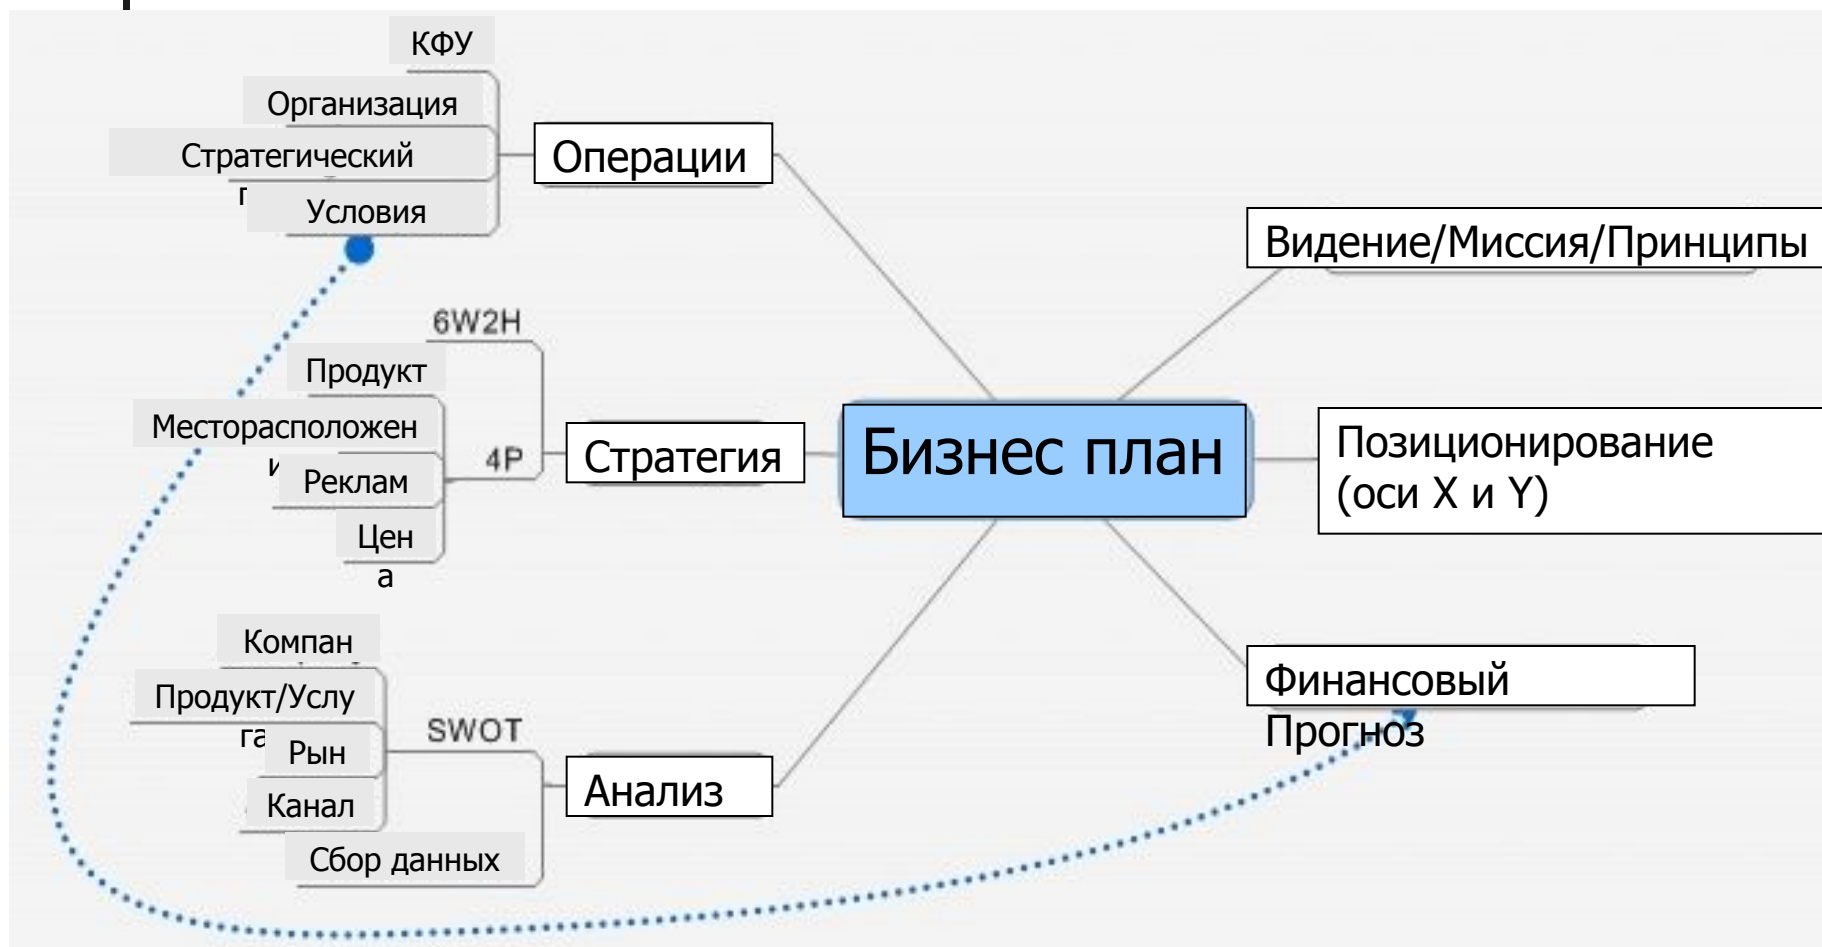 КФУ
Организация
Стратегический
Условия
Операции
6W2H
Продукт
Месторасположен
Реклам
4P
Цен
а
Стратегия
Компан
Продукт/Услу
га
Рын
Канал
SWOT
Сбор данных
Анализ
Бизнес план
Видение/Миссия/Принципы
Позиционирование
(оси X и Y)
Финансовый
Прогноз